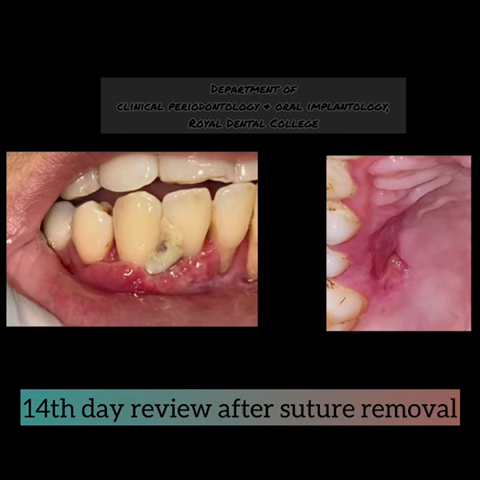 Department of
clinical periodontology & oral implantology,
Royal Dental College
14th day review after suture removal